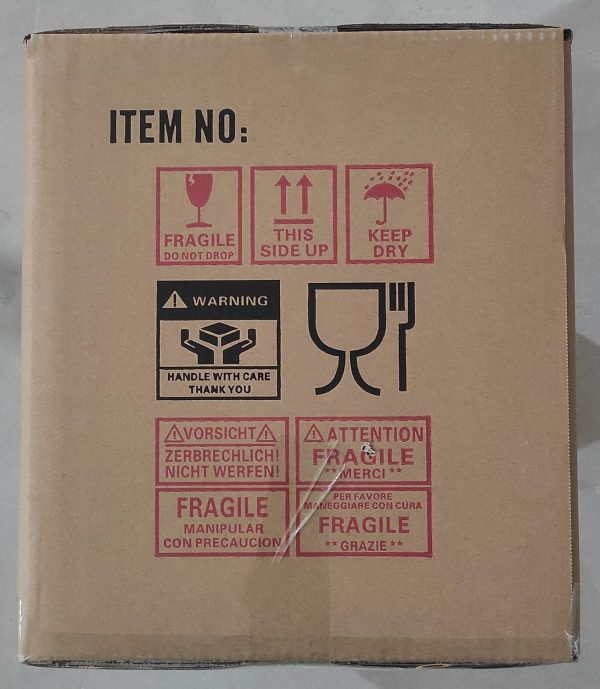 ITEM NO:
FRAGILE
DO NOT DROP
THIS
SIDE UP
KEEP
DRY
WARNING
HANDLE WITH CARE
THANK YOU
VORSICHT
ZERBRECHLICH!
NICHT WERFEN!
ATTENTION
FRAGILE
**MERCI**
FRAGILE
MANIPULAR
CON PRECAUCION
PER FAVORE
MANEGGIARE CON CURA
FRAGILE
**GRAZIE**